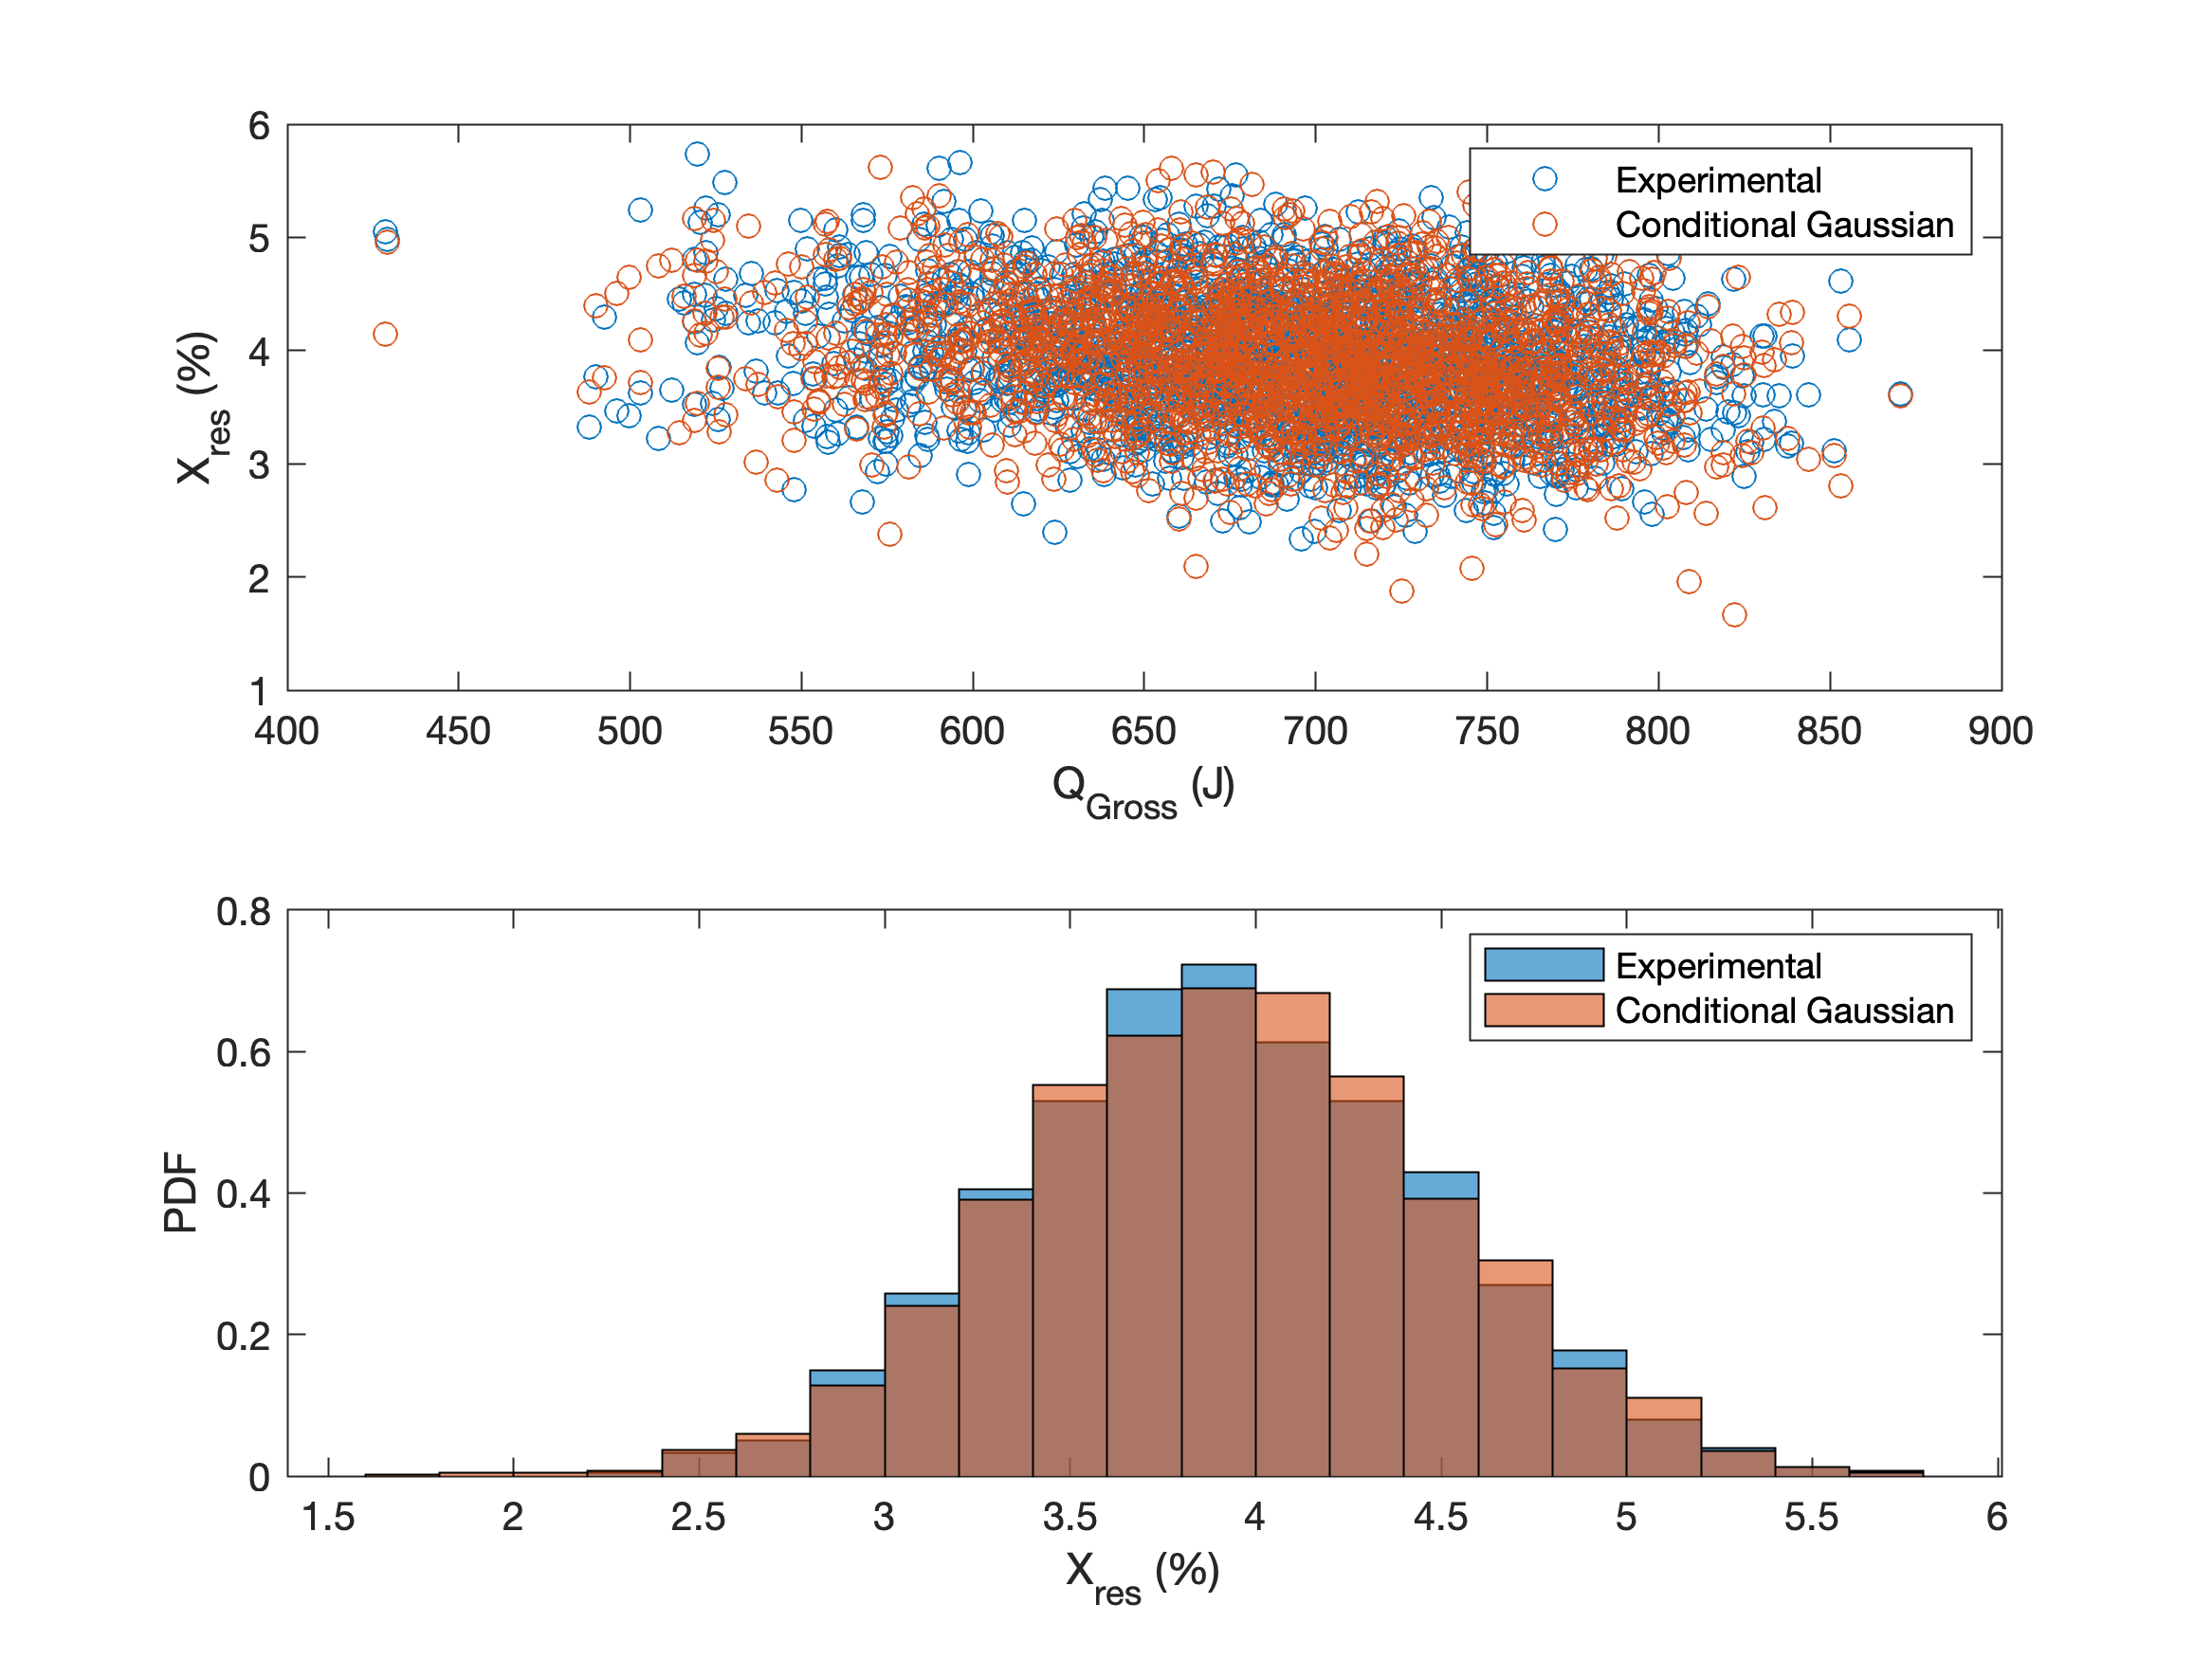 6
5
4
3
2
1
X_res (%)
Experimental
Conditional Gaussian
400 450 500 550 600 650 700 750 800 850 900
Q_Gross (J)
0.8
0.6
0.4
0.2
0
PDF
Experimental
Conditional Gaussian
1.5 2 2.5 3 3.5 4 4.5 5 5.5 6
X_res (%)